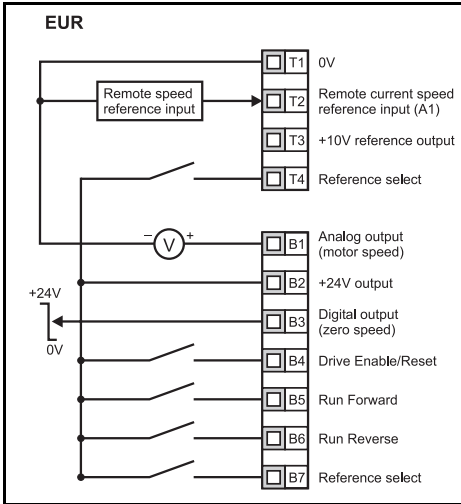 EUR
T1 0V
Remote speed
reference input
T2 Remote current speed
reference input (A1)
T3 +10V reference output
T4 Reference select
– V +
B1 Analog output
(motor speed)
B2 +24V output
+24V
0V
B3 Digital output
(zero speed)
B4 Drive Enable/Reset
B5 Run Forward
B6 Run Reverse
B7 Reference select